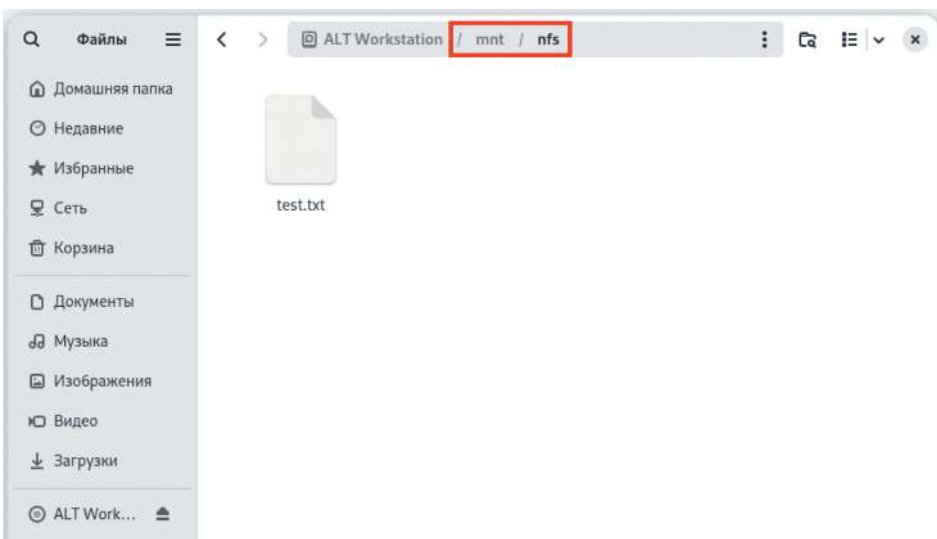 Файлы
ALT Workstation / mnt / nfs
Домашняя папка
Недавние
Избранные
Сеть
Корзина
Документы
Музыка
Изображения
Видео
Загрузки
ALT Work...
test.txt